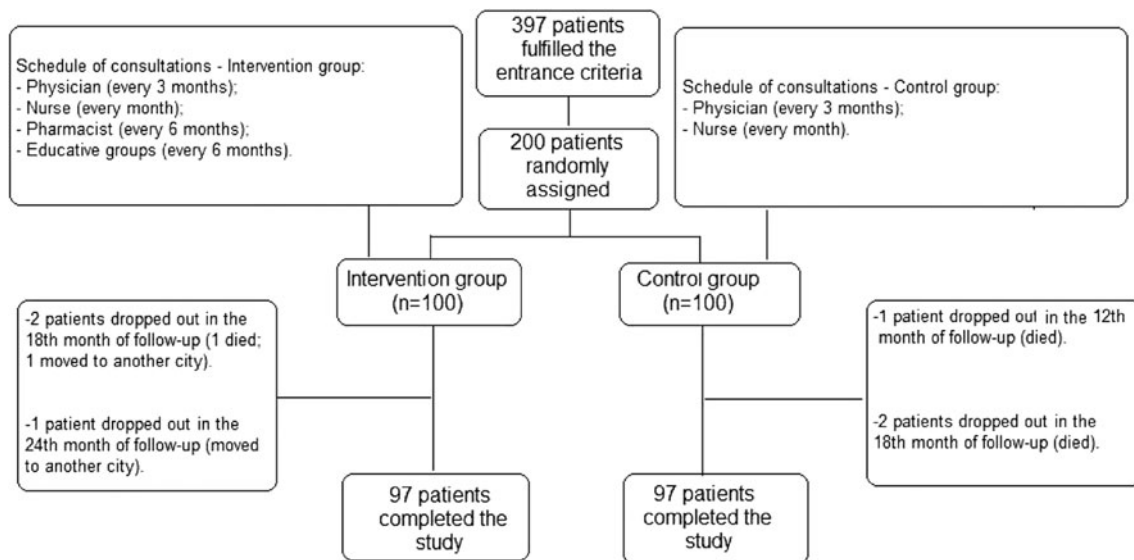 397 patients
fulfilled the
entrance criteria
Schedule of consultations - Intervention group:
- Physician (every 3 months);
- Nurse (every month);
- Pharmacist (every 6 months);
- Educative groups (every 6 months).
Schedule of consultations - Control group:
- Physician (every 3 months);
- Nurse (every month).
200 patients
randomly
assigned
Intervention group
(n=100)
Control group
(n=100)
-2 patients dropped out in the
18th month of follow-up (1 died;
1 moved to another city).
-1 patient dropped out in the
24th month of follow-up (moved
to another city).
-1 patient dropped out in the 12th
month of follow-up (died).
-2 patients dropped out in the
18th month of follow-up (died).
97 patients
completed the
study
97 patients
completed the
study